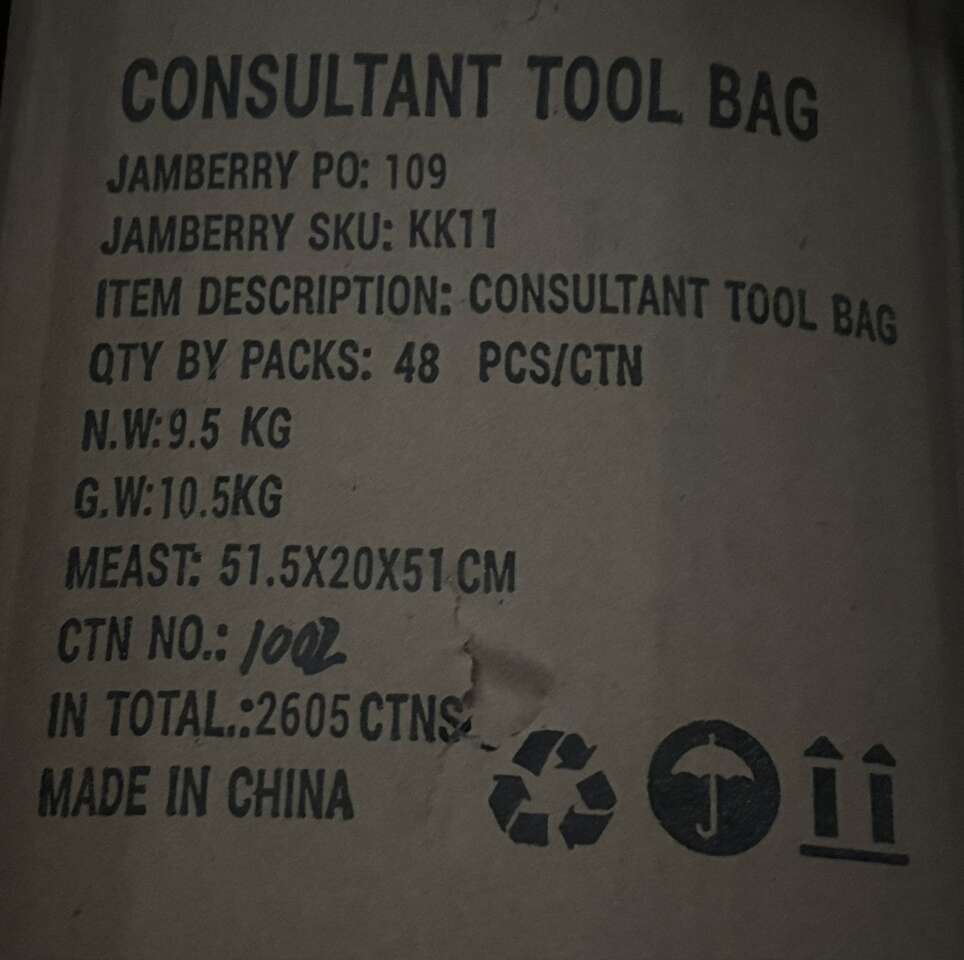 CONSULTANT TOOL BAG
JAMBERRY PO: 109
JAMBERRY SKU: KK11
ITEM DESCRIPTION: CONSULTANT TOOL BAG
QTY BY PACKS: 48 PCS/CTN
N.W:9.5 KG
G.W:10.5KG
MEAST: 51.5X20X51 CM
CTN NO.: 1002
IN TOTAL.:2605 CTNS
MADE IN CHINA